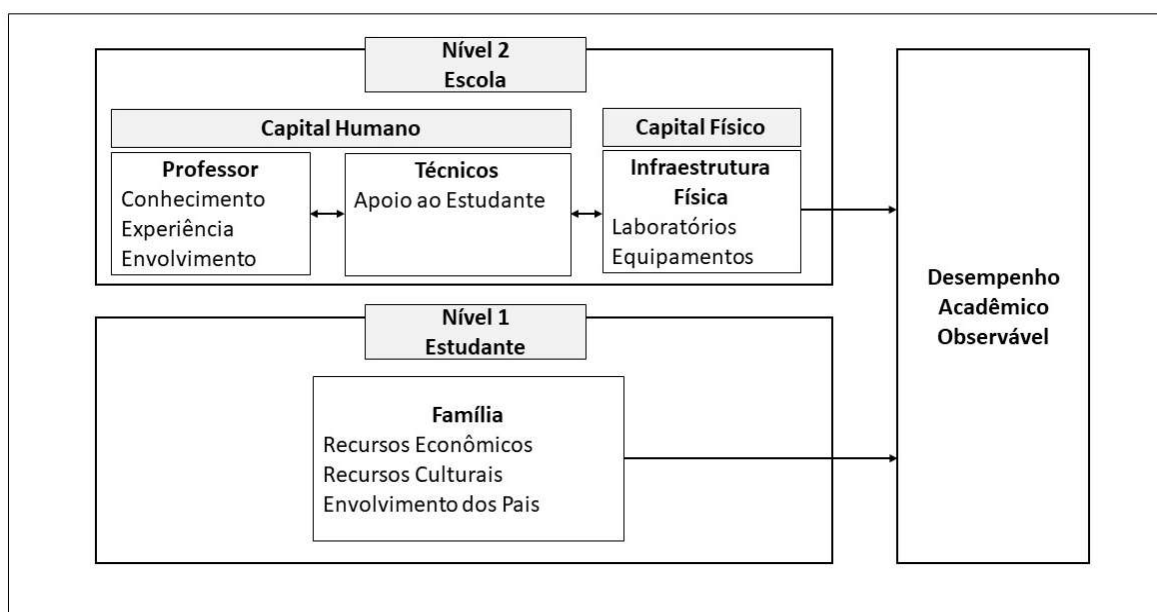 Nível 2
Escola
Capital Humano
Capital Físico
Professor
Conhecimento
Experiência
Envolvimento
Técnicos
Apoio ao Estudante
Infraestrutura
Física
Laboratórios
Equipamentos
Desempenho
Acadêmico
Observável
Nível 1
Estudante
Família
Recursos Econômicos
Recursos Culturais
Envolvimento dos Pais